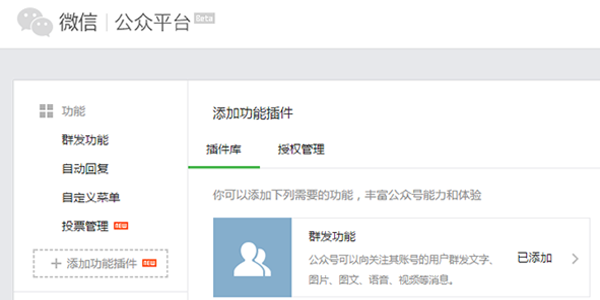 微信 | 公众平台 Beta
功能
群发功能
自动回复
自定义菜单
投票管理 NEW
+ 添加功能插件 NEW
添加功能插件
插件库 授权管理
你可以添加下列需要的功能，丰富公众号能力和体验
群发功能
公众号可以向关注其账号的用户群发文字、
图片、图文、语音、视频等消息。
已添加